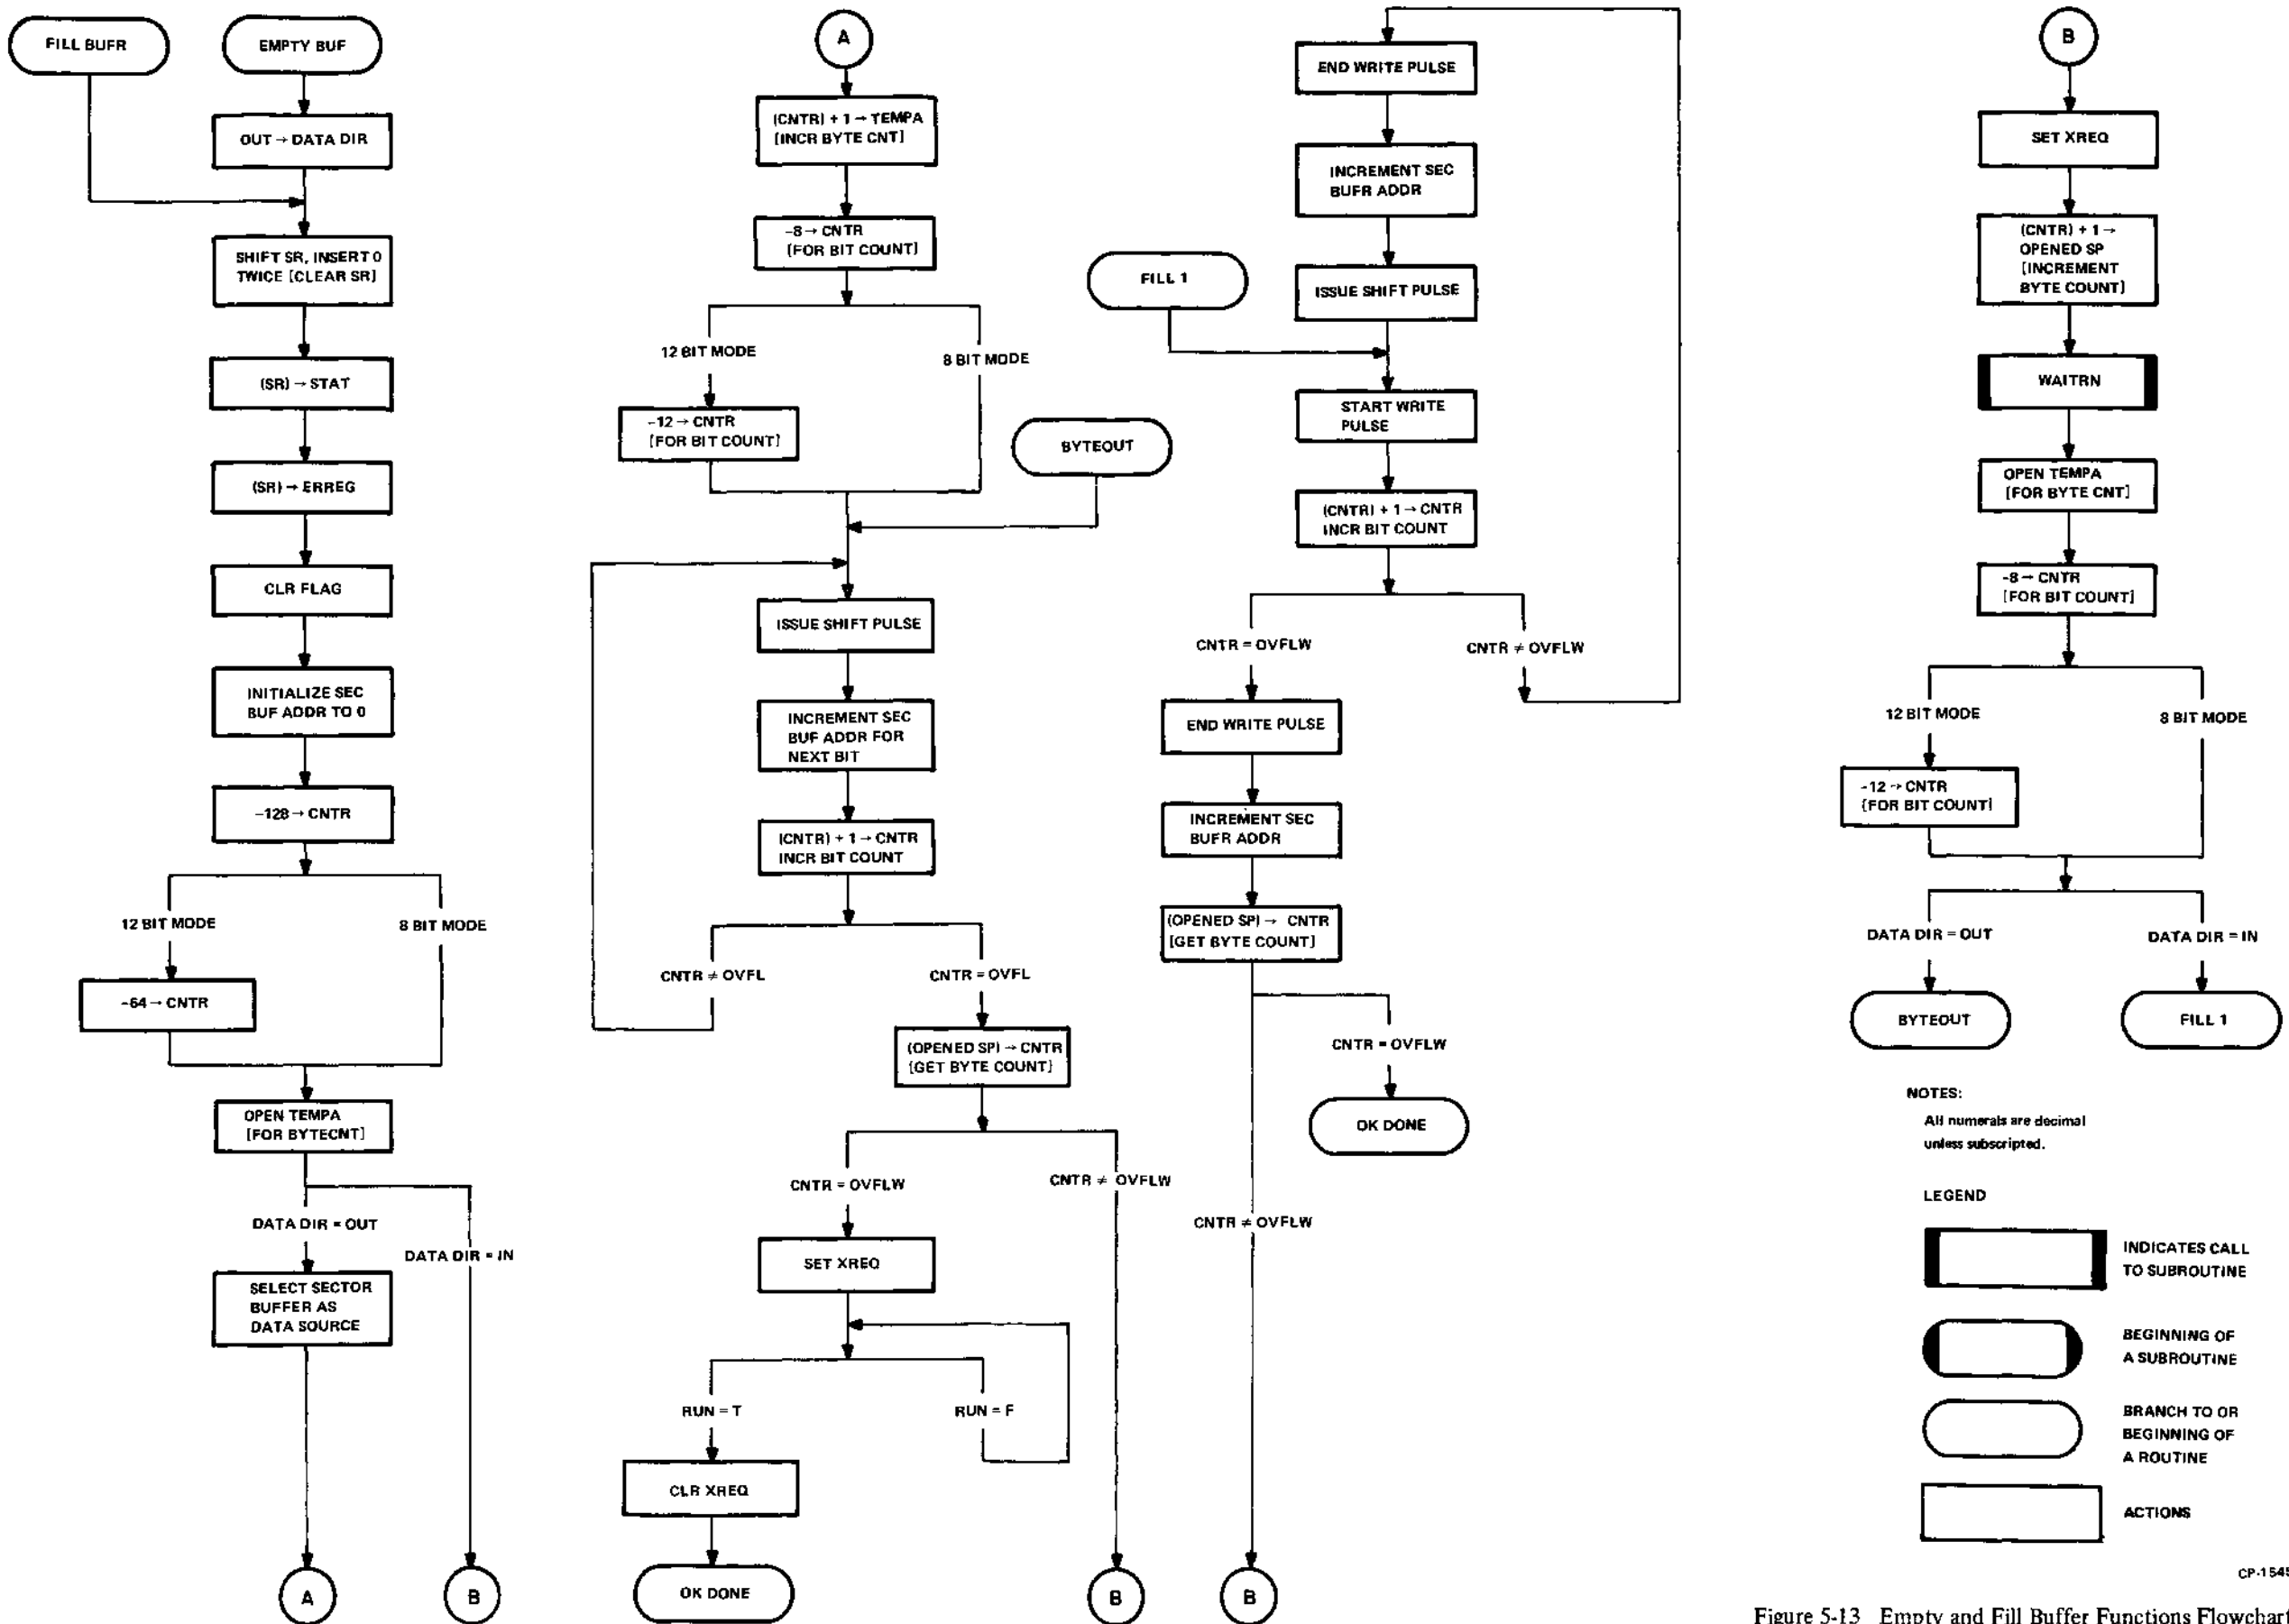 FILL BUFR
EMPTY BUF
OUT → DATA DIR
SHIFT SR, INSERT 0
TWICE [CLEAR SR]
(SR) → STAT
(SR) → ERREG
CLR FLAG
INITIALIZE SEC
BUF ADDR TO 0
-128 → CNTR
12 BIT MODE
8 BIT MODE
-64 → CNTR
OPEN TEMPA
[FOR BYTECNT]
DATA DIR = OUT
DATA DIR = IN
SELECT SECTOR
BUFFER AS
DATA SOURCE
A
B
A
(CNTR) + 1 → TEMPA
[INCR BYTE CNT]
-8 → CNTR
[FOR BIT COUNT]
12 BIT MODE
8 BIT MODE
-12 → CNTR
[FOR BIT COUNT]
BYTEOUT
ISSUE SHIFT PULSE
INCREMENT SEC
BUF ADDR FOR
NEXT BIT
(CNTR) + 1 → CNTR
INCR BIT COUNT
CNTR ≠ OVFL
CNTR = OVFL
(OPENED SP) → CNTR
[GET BYTE COUNT]
CNTR = OVFLW
CNTR ≠ OVFLW
SET XREQ
RUN = T
RUN = F
CLR XREQ
OK DONE
B
END WRITE PULSE
INCREMENT SEC
BUFR ADDR
FILL 1
ISSUE SHIFT PULSE
START WRITE
PULSE
(CNTR) + 1 → CNTR
INCR BIT COUNT
CNTR = OVFLW
CNTR ≠ OVFLW
END WRITE PULSE
INCREMENT SEC
BUFR ADDR
(OPENED SP) → CNTR
[GET BYTE COUNT]
CNTR = OVFLW
OK DONE
CNTR ≠ OVFLW
B
B
SET XREQ
(CNTR) + 1 →
OPENED SP
[INCREMENT
BYTE COUNT]
WAITRN
OPEN TEMPA
[FOR BYTE CNT]
-8 → CNTR
[FOR BIT COUNT]
12 BIT MODE
8 BIT MODE
-12 → CNTR
[FOR BIT COUNT]
DATA DIR = OUT
DATA DIR = IN
BYTEOUT
FILL 1
NOTES:
All numerals are decimal
unless subscripted.
LEGEND
INDICATES CALL
TO SUBROUTINE
BEGINNING OF
A SUBROUTINE
BRANCH TO OR
BEGINNING OF
A ROUTINE
ACTIONS
CP-1545
Figure 5-13 Empty and Fill Buffer Functions Flowchart